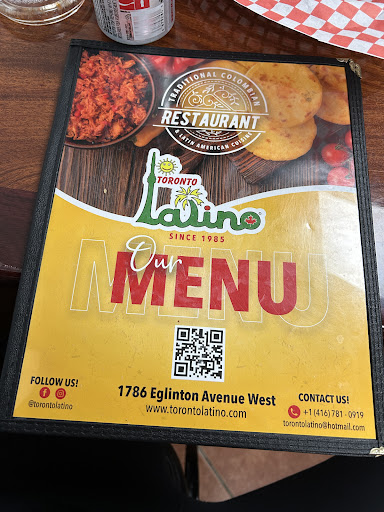 TRADITIONAL COLOMBIAN
RESTAURANT
& LATIN AMERICAN CUISINE
TORONTO
Latino
SINCE 1985
MENU
Our
MENU
FOLLOW US!
@torontolatino
1786 Eglinton Avenue West
www.torontolatino.com
CONTACT US!
+1 (416) 781 - 0919
torontolatino@hotmail.com